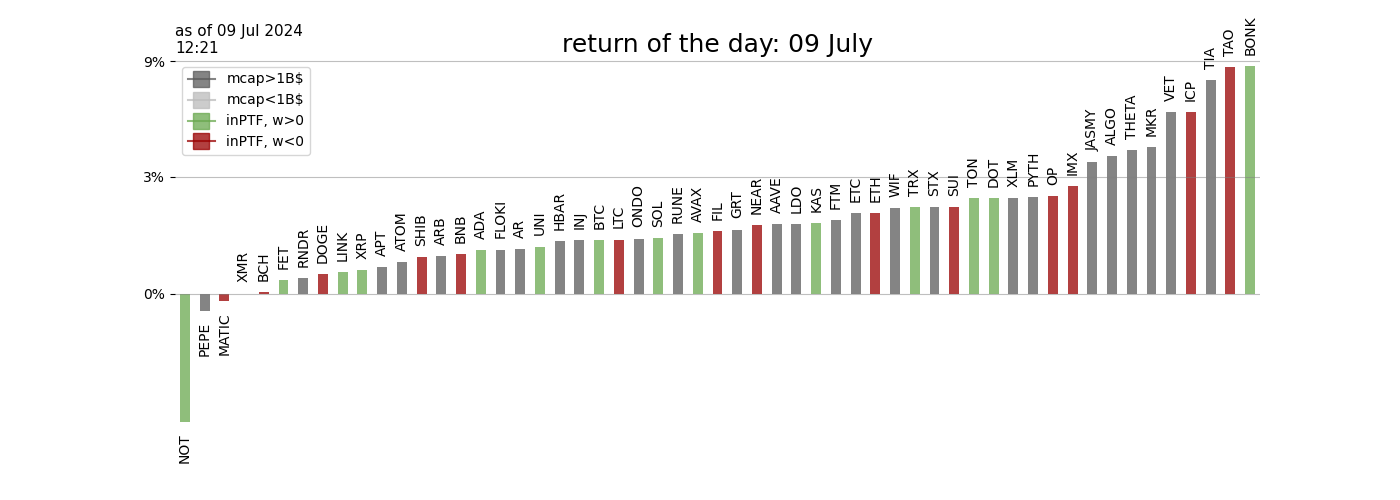 as of 09 Jul 2024
12:21
return of the day: 09 July
9%
3%
0%
mcap>1B$
mcap<1B$
inPTF, w>0
inPTF, w<0
NOT
PEPE
MATIC
XMR
BCH
FET
RNDR
DOGE
LINK
XRP
APT
ATOM
SHIB
ARB
BNB
ADA
FLOKI
AR
UNI
HBAR
INJ
BTC
LTC
ONDO
SOL
RUNE
AVAX
FIL
GRT
NEAR
AAVE
LDO
KAS
FTM
ETC
ETH
WIF
TRX
STX
SUI
TON
DOT
XLM
PYTH
OP
IMX
JASMY
ALGO
THETA
MKR
VET
ICP
TIA
TAO
BONK